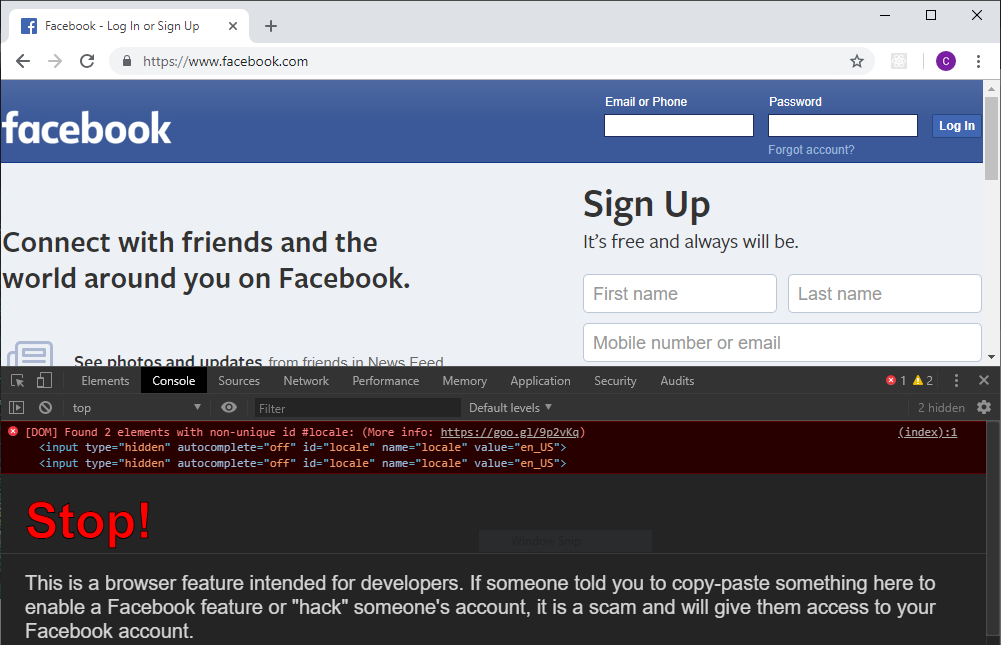 Facebook - Log In or Sign Up
https://www.facebook.com
C
Email or Phone
Password
facebook
Log In
Forgot account?
Sign Up
It's free and always will be.
Connect with friends and the
world around you on Facebook.
First name
Last name
Mobile number or email
See photos and updates from friends in News Feed
Elements Console Sources Network Performance Memory Application Security Audits 1 2
top Filter Default levels 2 hidden
[DOM] Found 2 elements with non-unique id #locale: (More info: https://goo.gl/9p2vKq) (index):1
<input type="hidden" autocomplete="off" id="locale" name="locale" value="en_US">
<input type="hidden" autocomplete="off" id="locale" name="locale" value="en_US">
Stop!
Window Snip
This is a browser feature intended for developers. If someone told you to copy-paste something here to
enable a Facebook feature or "hack" someone's account, it is a scam and will give them access to your
Facebook account.